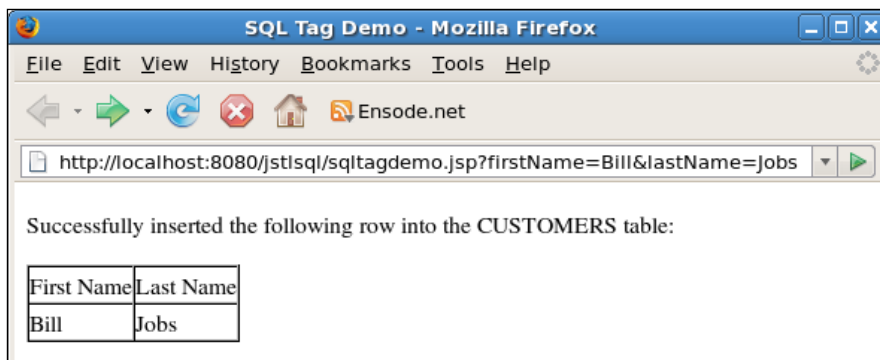 SQL Tag Demo - Mozilla Firefox
File Edit View History Bookmarks Tools Help
Ensode.net
http://localhost:8080/jstlsql/sqltagdemo.jsp?firstName=Bill&lastName=Jobs
Successfully inserted the following row into the CUSTOMERS table:
First Name Last Name
Bill Jobs